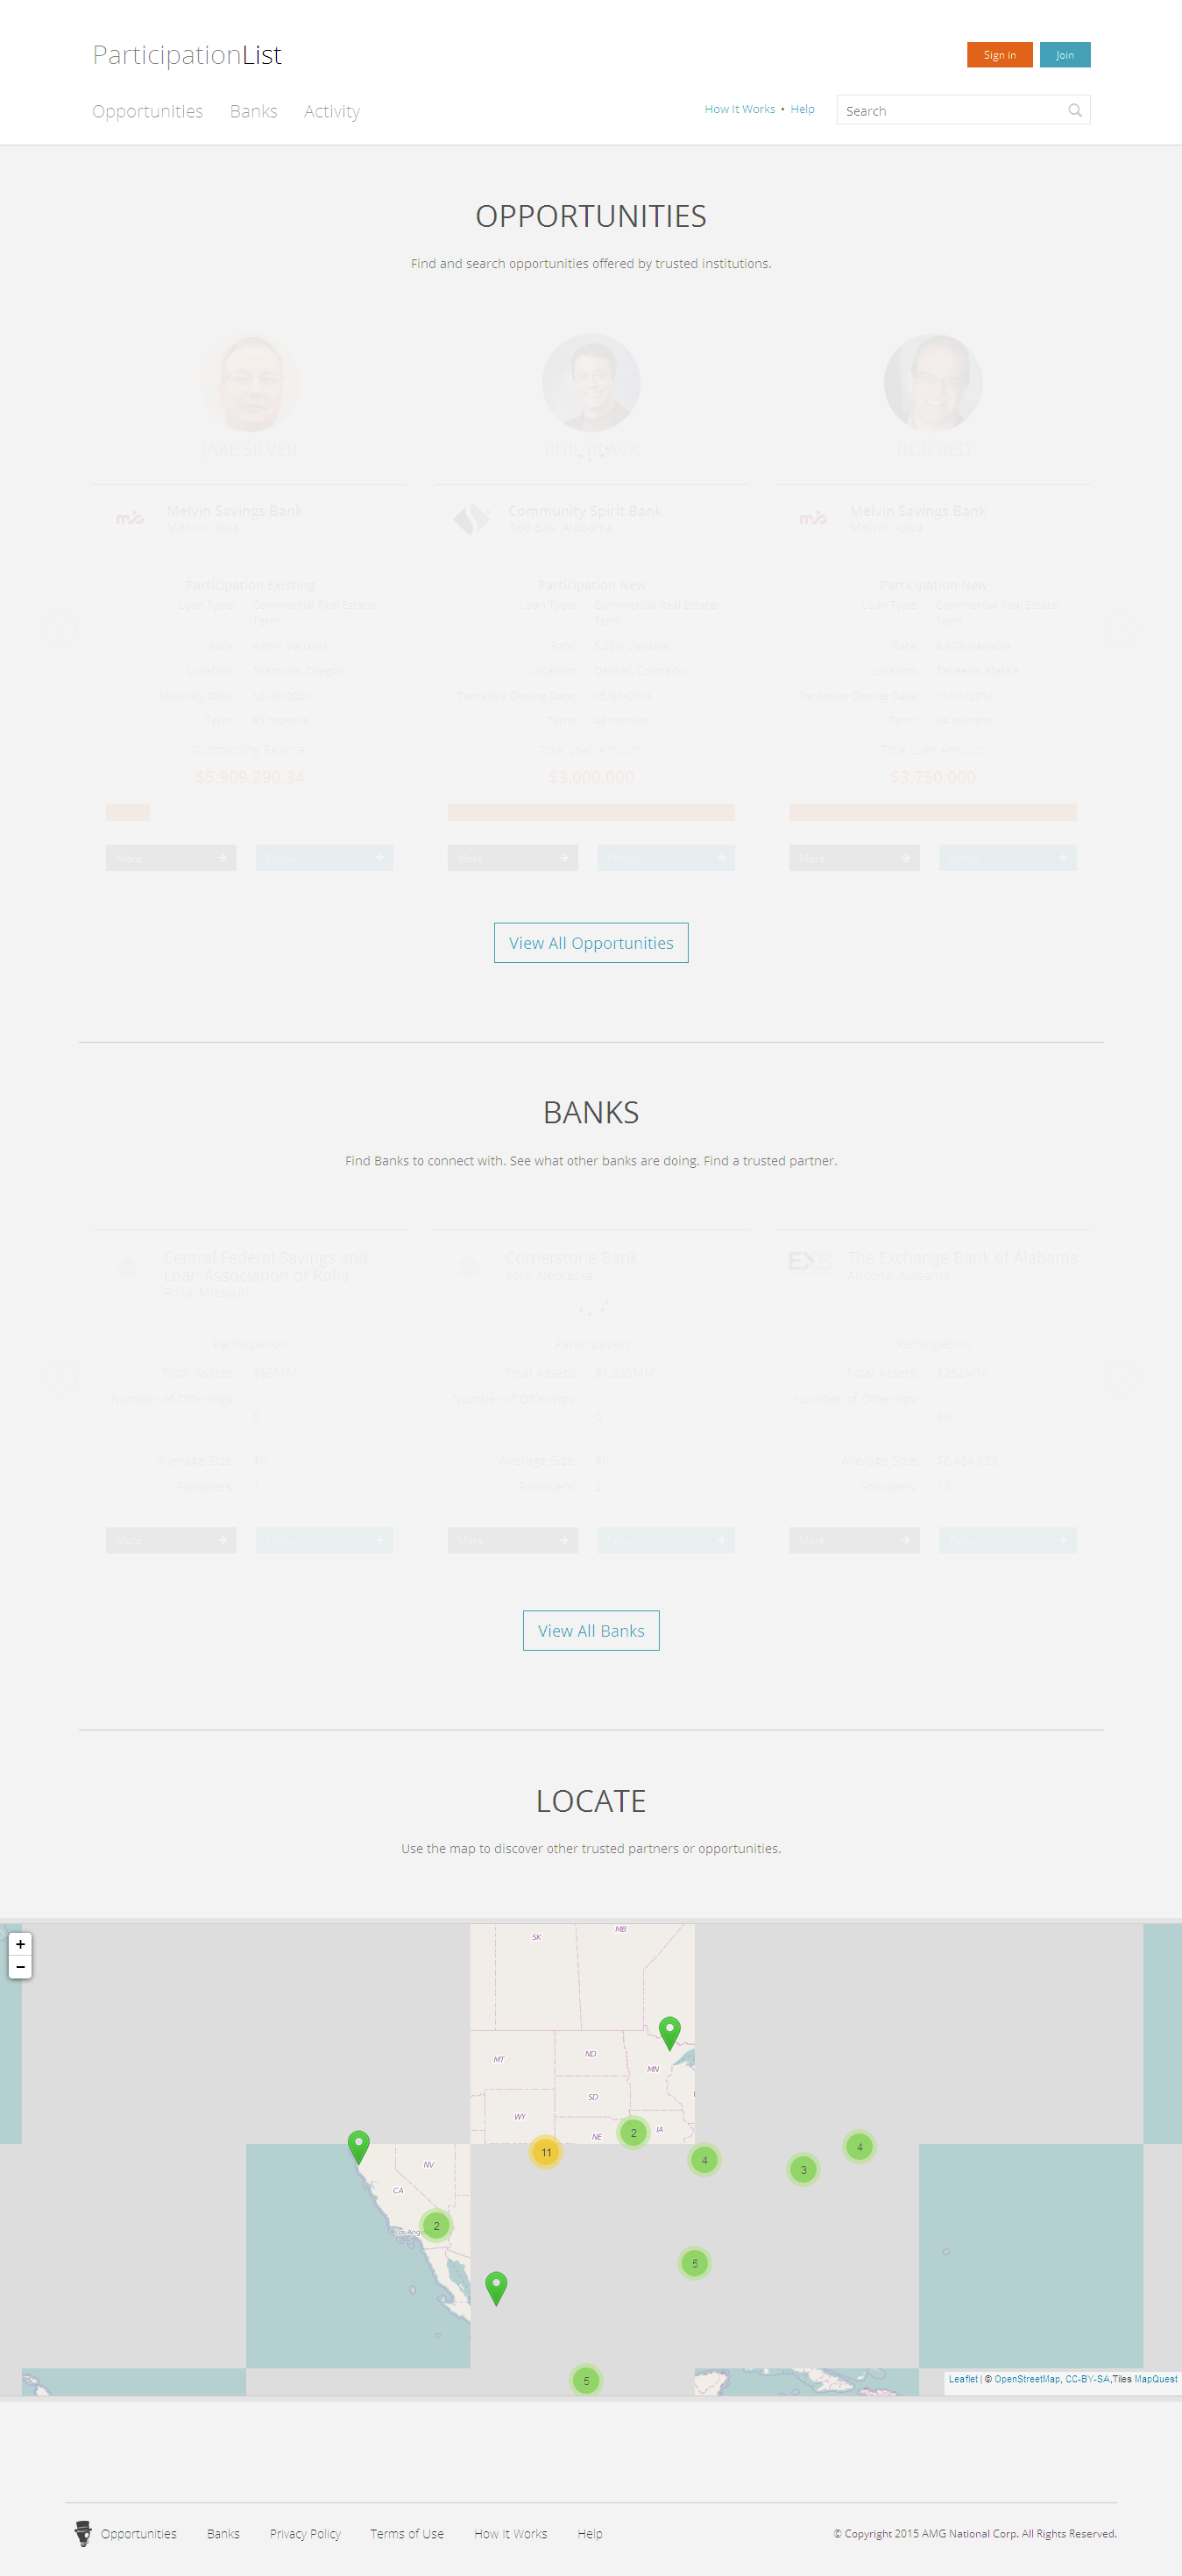 ParticipationList
Sign in
Join
Opportunities
Banks
Activity
How It Works • Help
Search
OPPORTUNITIES
Find and search opportunities offered by trusted institutions.
JAKE SILVER
PHIL BLACK
BOB RED
Melvin Savings Bank
Melvin, Iowa
Participation Existing
Loan Type: Commercial Real Estate: Term
Rate: 4.85% Variable
Location: Tillamook, Oregon
Maturity Date: 10/25/2020
Term: 85 months
Outstanding Balance
$5,909,290.34
More
Follow
Community Spirit Bank
Red Bay, Alabama
Participation New
Loan Type: Commercial Real Estate: Term
Rate: 5.25% Variable
Location: Denver, Colorado
Tentative Closing Date: 05/30/2014
Term: 48 months
Total Loan Amount
$3,000,000
More
Follow
Melvin Savings Bank
Melvin, Iowa
Participation New
Loan Type: Commercial Real Estate: Term
Rate: Variable
Location: Alaska
Tentative Closing Date: 11/01/2014
Term: 84 months
Total Loan Amount
$3,750,000
More
Follow
View All Opportunities
BANKS
Find Banks to connect with. See what other banks are doing. Find a trusted partner.
Central Federal Savings and
Loan Association of Rolla
Rolla, Missouri
Participation
Total Assets: $65MM
Number of Offerings:
0
Average Size: $0
Followers: 1
More
Follow
Cornerstone Bank
York, Nebraska
Participation
Total Assets: $1,335MM
Number of Offerings:
0
Average Size: $0
Followers: 2
More
Follow
EXB
The Exchange Bank of Alabama
Altoona, Alabama
Participation
Total Assets: $252MM
Number of Offerings:
30
Average Size: $6,484,639
Followers: 13
More
Follow
View All Banks
LOCATE
Use the map to discover other trusted partners or opportunities.
+
−
SK
MB
MT
ND
MN
SD
WY
NE
IA
2
11
4
3
4
NV
CA
2
5
5
Leaflet | © OpenStreetMap, CC-BY-SA,Tiles MapQuest
Opportunities
Banks
Privacy Policy
Terms of Use
How It Works
Help
© Copyright 2015 AMG National Corp. All Rights Reserved.